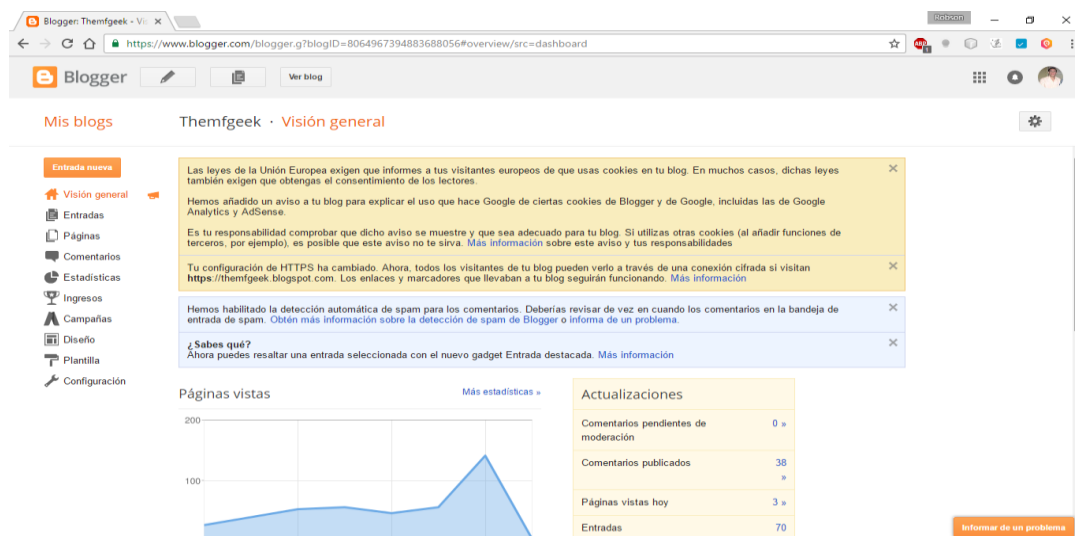 Blogger: Themfgeek - Vi
Robson
https://www.blogger.com/blogger.g?blogID=8064967394883688056#overview/src=dashboard
ABP
1
Blogger
Ver blog
Mis blogs
Themfgeek · Visión general
Entrada nueva
Visión general
Entradas
Páginas
Comentarios
Estadísticas
Ingresos
Campañas
Diseño
Plantilla
Configuración
Las leyes de la Unión Europea exigen que informes a tus visitantes europeos de que usas cookies en tu blog. En muchos casos, dichas leyes
también exigen que obtengas el consentimiento de los lectores.
Hemos añadido un aviso a tu blog para explicar el uso que hace Google de ciertas cookies de Blogger y de Google, incluidas las de Google
Analytics y AdSense.
Es tu responsabilidad comprobar que dicho aviso se muestre y que sea adecuado para tu blog. Si utilizas otras cookies (al añadir funciones de
terceros, por ejemplo), es posible que este aviso no te sirva. Más información sobre este aviso y tus responsabilidades
Tu configuración de HTTPS ha cambiado. Ahora, todos los visitantes de tu blog pueden verlo a través de una conexión cifrada si visitan
https://themfgeek.blogspot.com. Los enlaces y marcadores que llevaban a tu blog seguirán funcionando. Más información
Hemos habilitado la detección automática de spam para los comentarios. Deberías revisar de vez en cuando los comentarios en la bandeja de
entrada de spam. Obtén más información sobre la detección de spam de Blogger o informa de un problema.
¿Sabes qué?
Ahora puedes resaltar una entrada seleccionada con el nuevo gadget Entrada destacada. Más información
Páginas vistas
Más estadísticas »
200
100
Actualizaciones
Comentarios pendientes de
moderación
0 »
Comentarios publicados
38
»
Páginas vistas hoy
3 »
Entradas
70
Informar de un problema